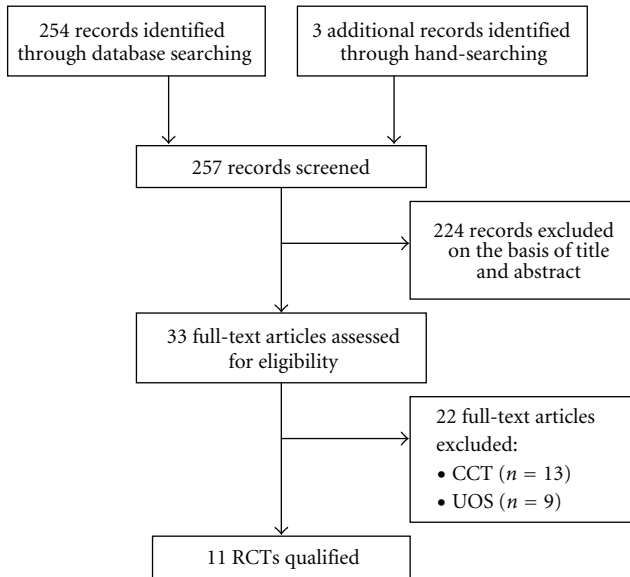 254 records identified
through database searching
3 additional records identified
through hand-searching
257 records screened
224 records excluded
on the basis of title
and abstract
33 full-text articles assessed
for eligibility
22 full-text articles
excluded:
• CCT (n = 13)
• UOS (n = 9)
11 RCTs qualified